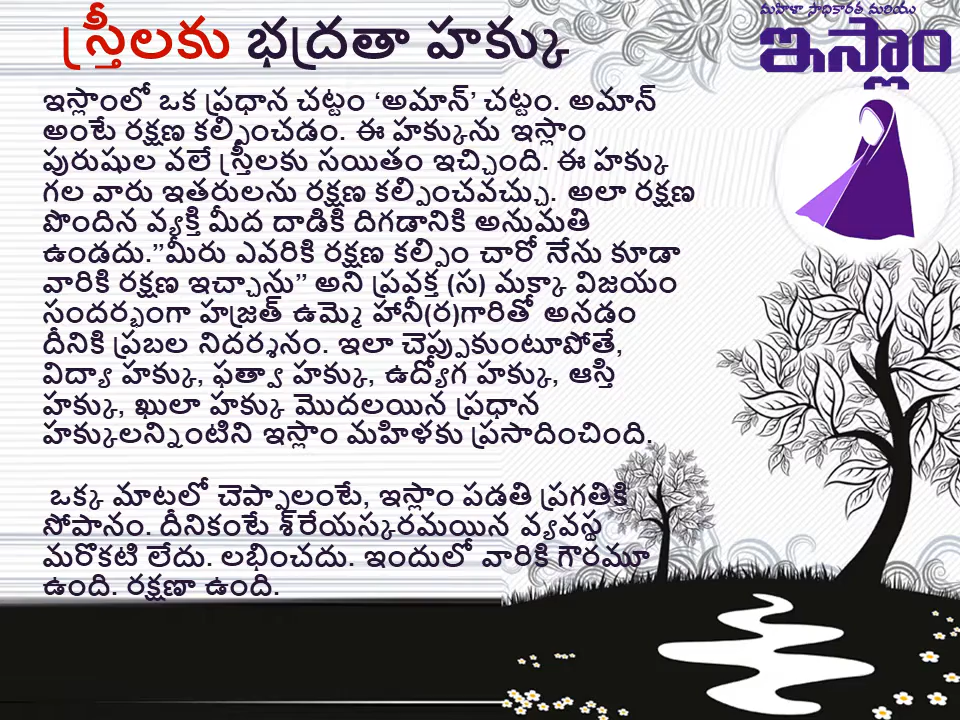 మహిళా సాధికారత మరియు
ఇస్లాం
స్త్రీలకు భద్రతా హక్కు
ఇస్లాంలో ఒక ప్రధాన చట్టం ‘అమాన్’ చట్టం. అమాన్
అంటే రక్షణ కల్పించడం. ఈ హక్కును ఇస్లాం
పురుషుల వలే స్త్రీలకు సయితం ఇచ్చింది. ఈ హక్కు
గల వారు ఇతరులను రక్షణ కల్పించవచ్చు. అలా రక్షణ
పొందిన వ్యక్తి మీద దాడికి దిగడానికి అనుమతి
ఉండదు.”మీరు ఎవరికి రక్షణ కల్పిం చారో నేను కూడా
వారికి రక్షణ ఇచ్చాను” అని ప్రవక్త (స) మక్కా విజయం
సందర్భంగా హజ్రత్ ఉమ్మె హానీ(ర)గారితో అనడం
దీనికి ప్రబల నిదర్శనం. ఇలా చెప్పుకుంటూపోతే,
విద్యా హక్కు, ఫత్వా హక్కు, ఉద్యోగ హక్కు, ఆస్తి
హక్కు, ఖులా హక్కు మొదలయిన ప్రధాన
హక్కులన్నింటిని ఇస్లాం మహిళకు ప్రసాదించింది.
ఒక్క మాటలో చెప్పాలంటే, ఇస్లాం పడతి ప్రగతికి
సోపానం. దీనికంటే శ్‌రేయస్కరమయిన వ్యవస్థ
మరొకటి లేదు. లభించదు. ఇందులో వారికి గౌరమూ
ఉంది. రక్షణా ఉంది.